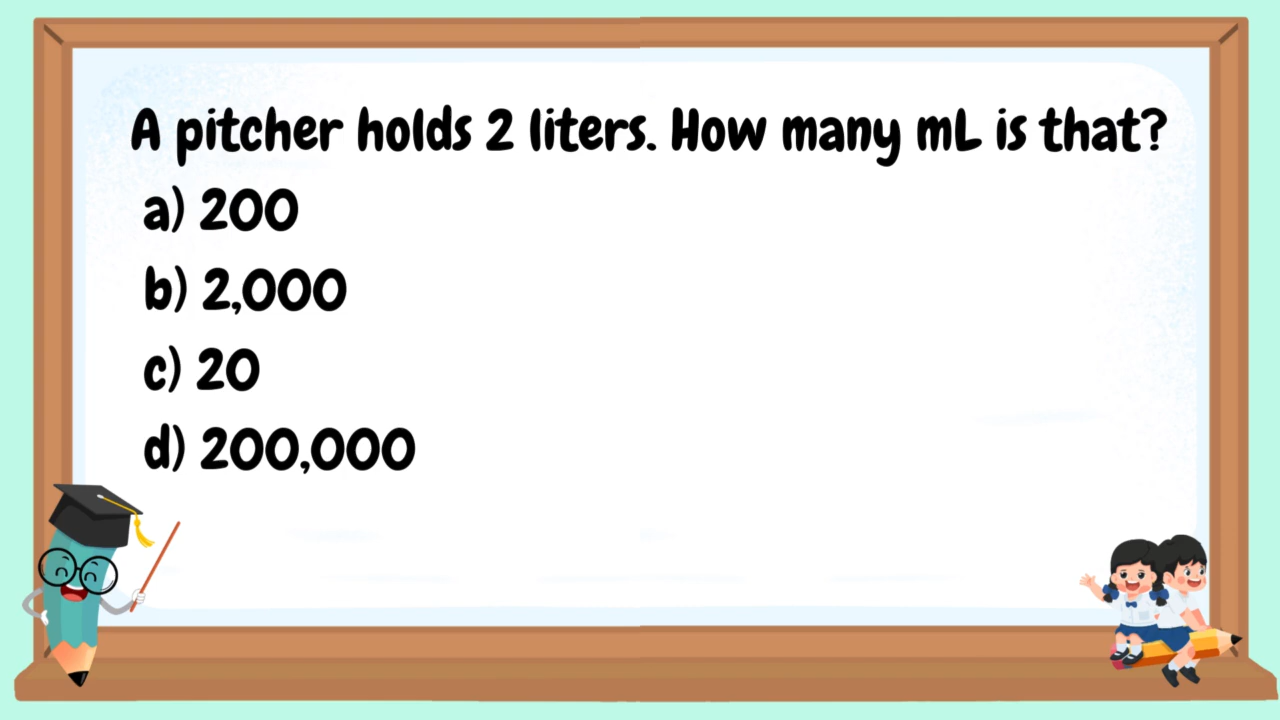 A pitcher holds 2 liters. How many mL is that?
a) 200
b) 2,000
c) 20
d) 200,000